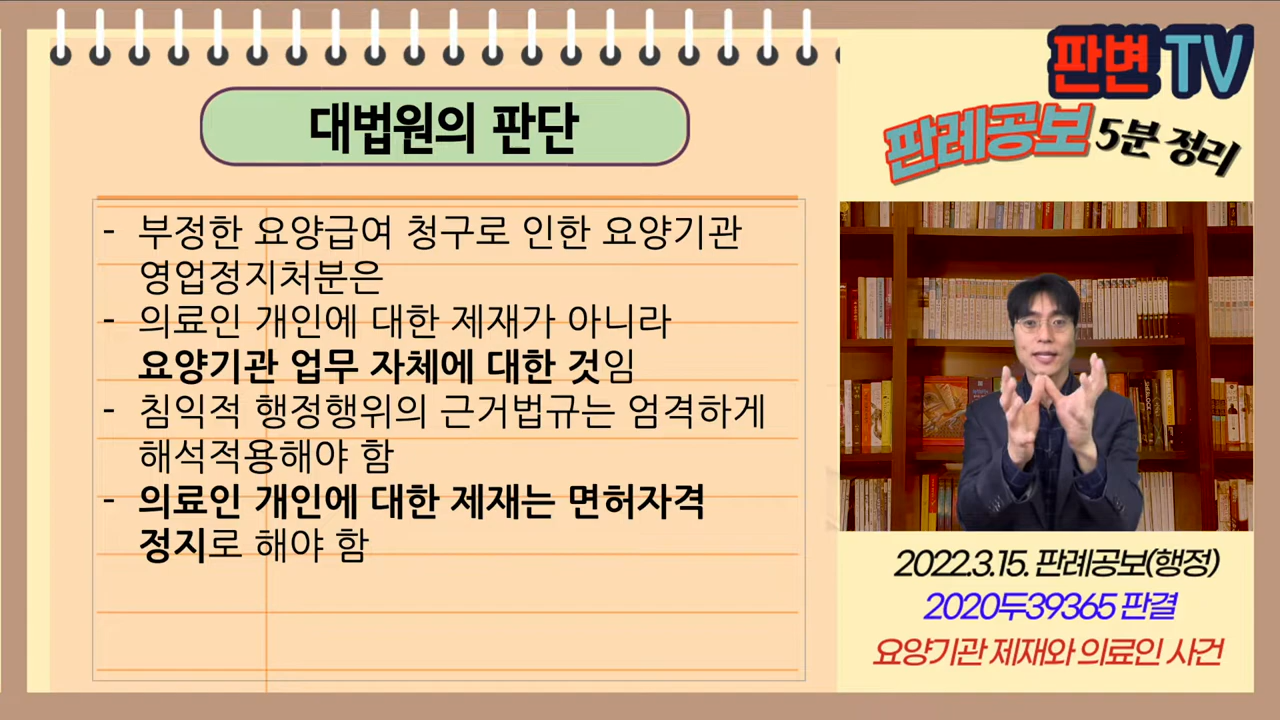 대법원의 판단
- 부정한 요양급여 청구로 인한 요양기관
영업정지처분은
- 의료인 개인에 대한 제재가 아니라
요양기관 업무 자체에 대한 것임
- 침익적 행정행위의 근거법규는 엄격하게
해석적용해야 함
- 의료인 개인에 대한 제재는 면허자격
정지로 해야 함
판변 TV
판례공보 5분 정리
2022.3.15. 판례공보(행정)
2020두39365 판결
요양기관 제재와 의료인 사건